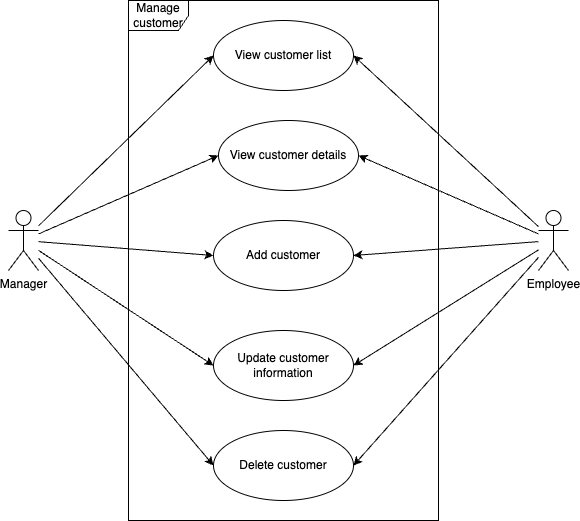 Manage
customer
View customer list
View customer details
Add customer
Manager
Employee
Update customer
information
Delete customer